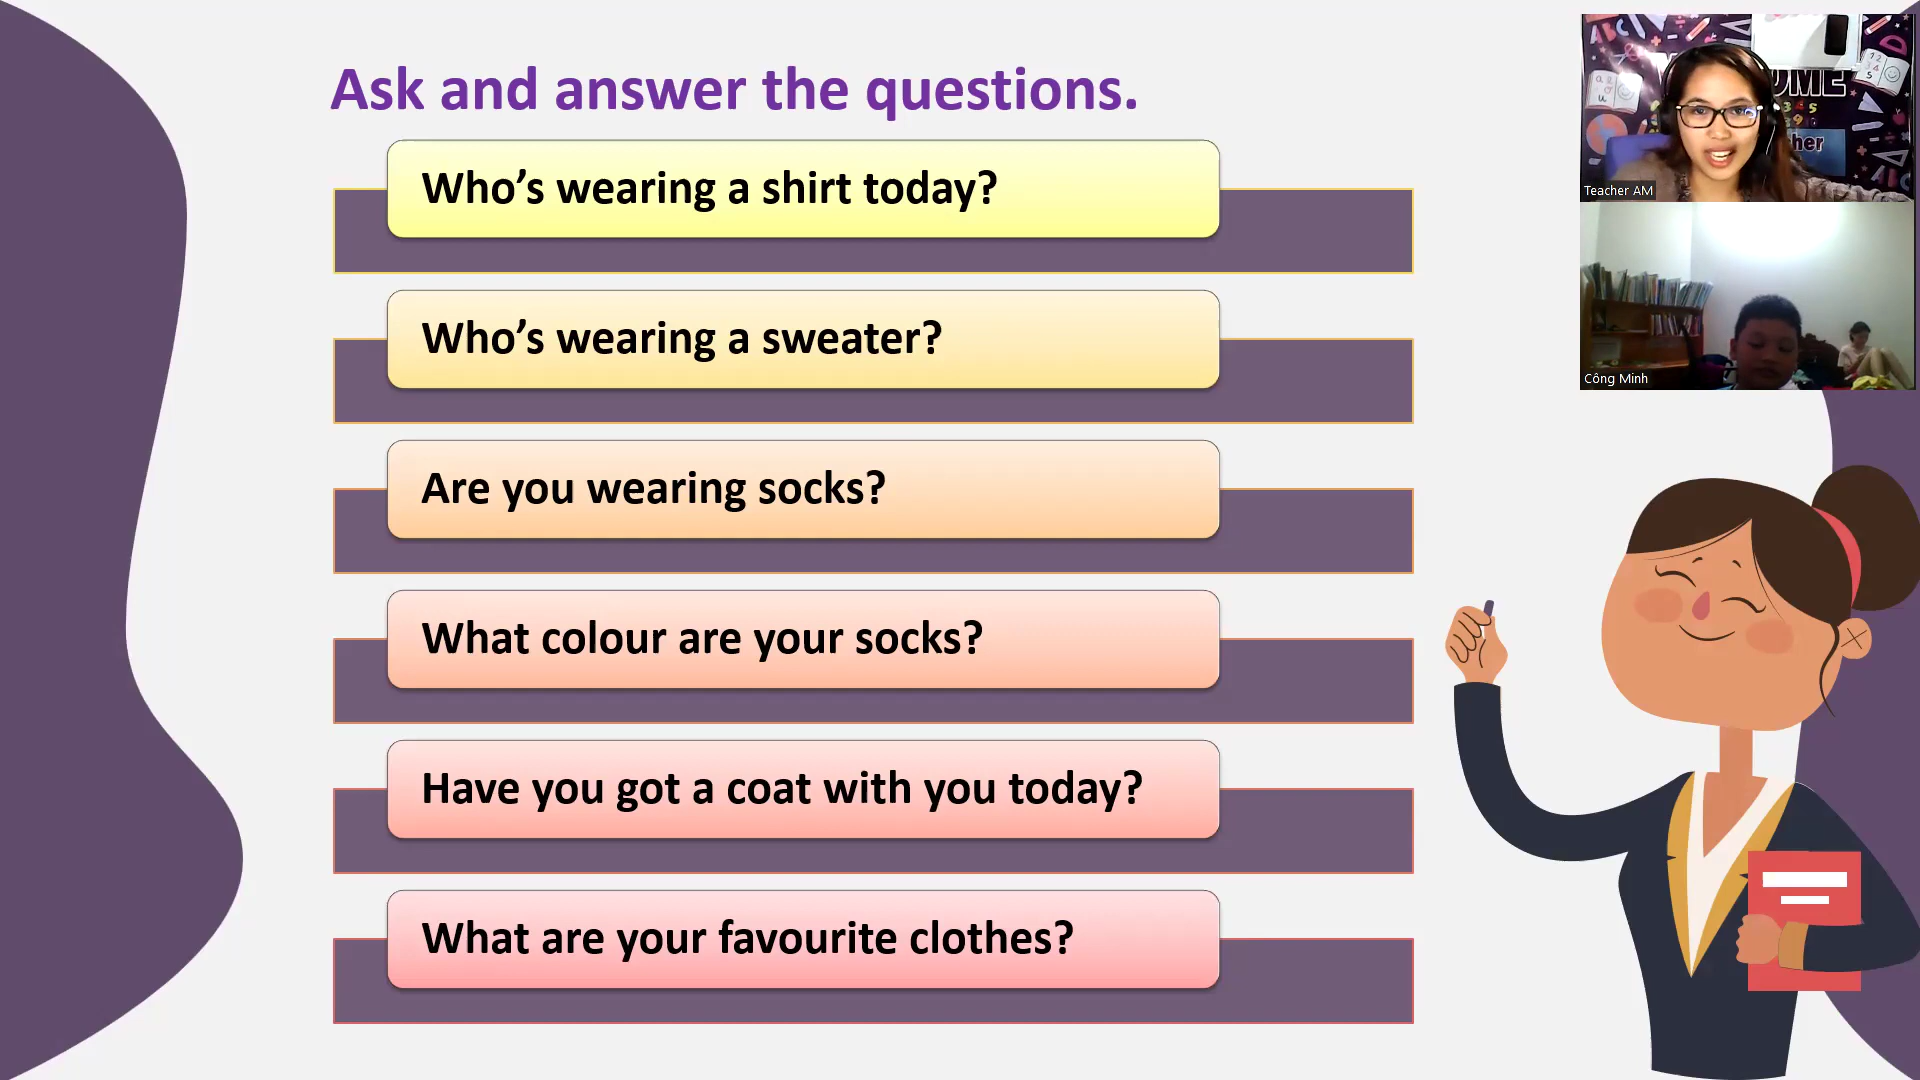 Ask and answer the questions.
Who’s wearing a shirt today?
Who’s wearing a sweater?
Are you wearing socks?
What colour are your socks?
Have you got a coat with you today?
What are your favourite clothes?
Teacher AM
Công Minh